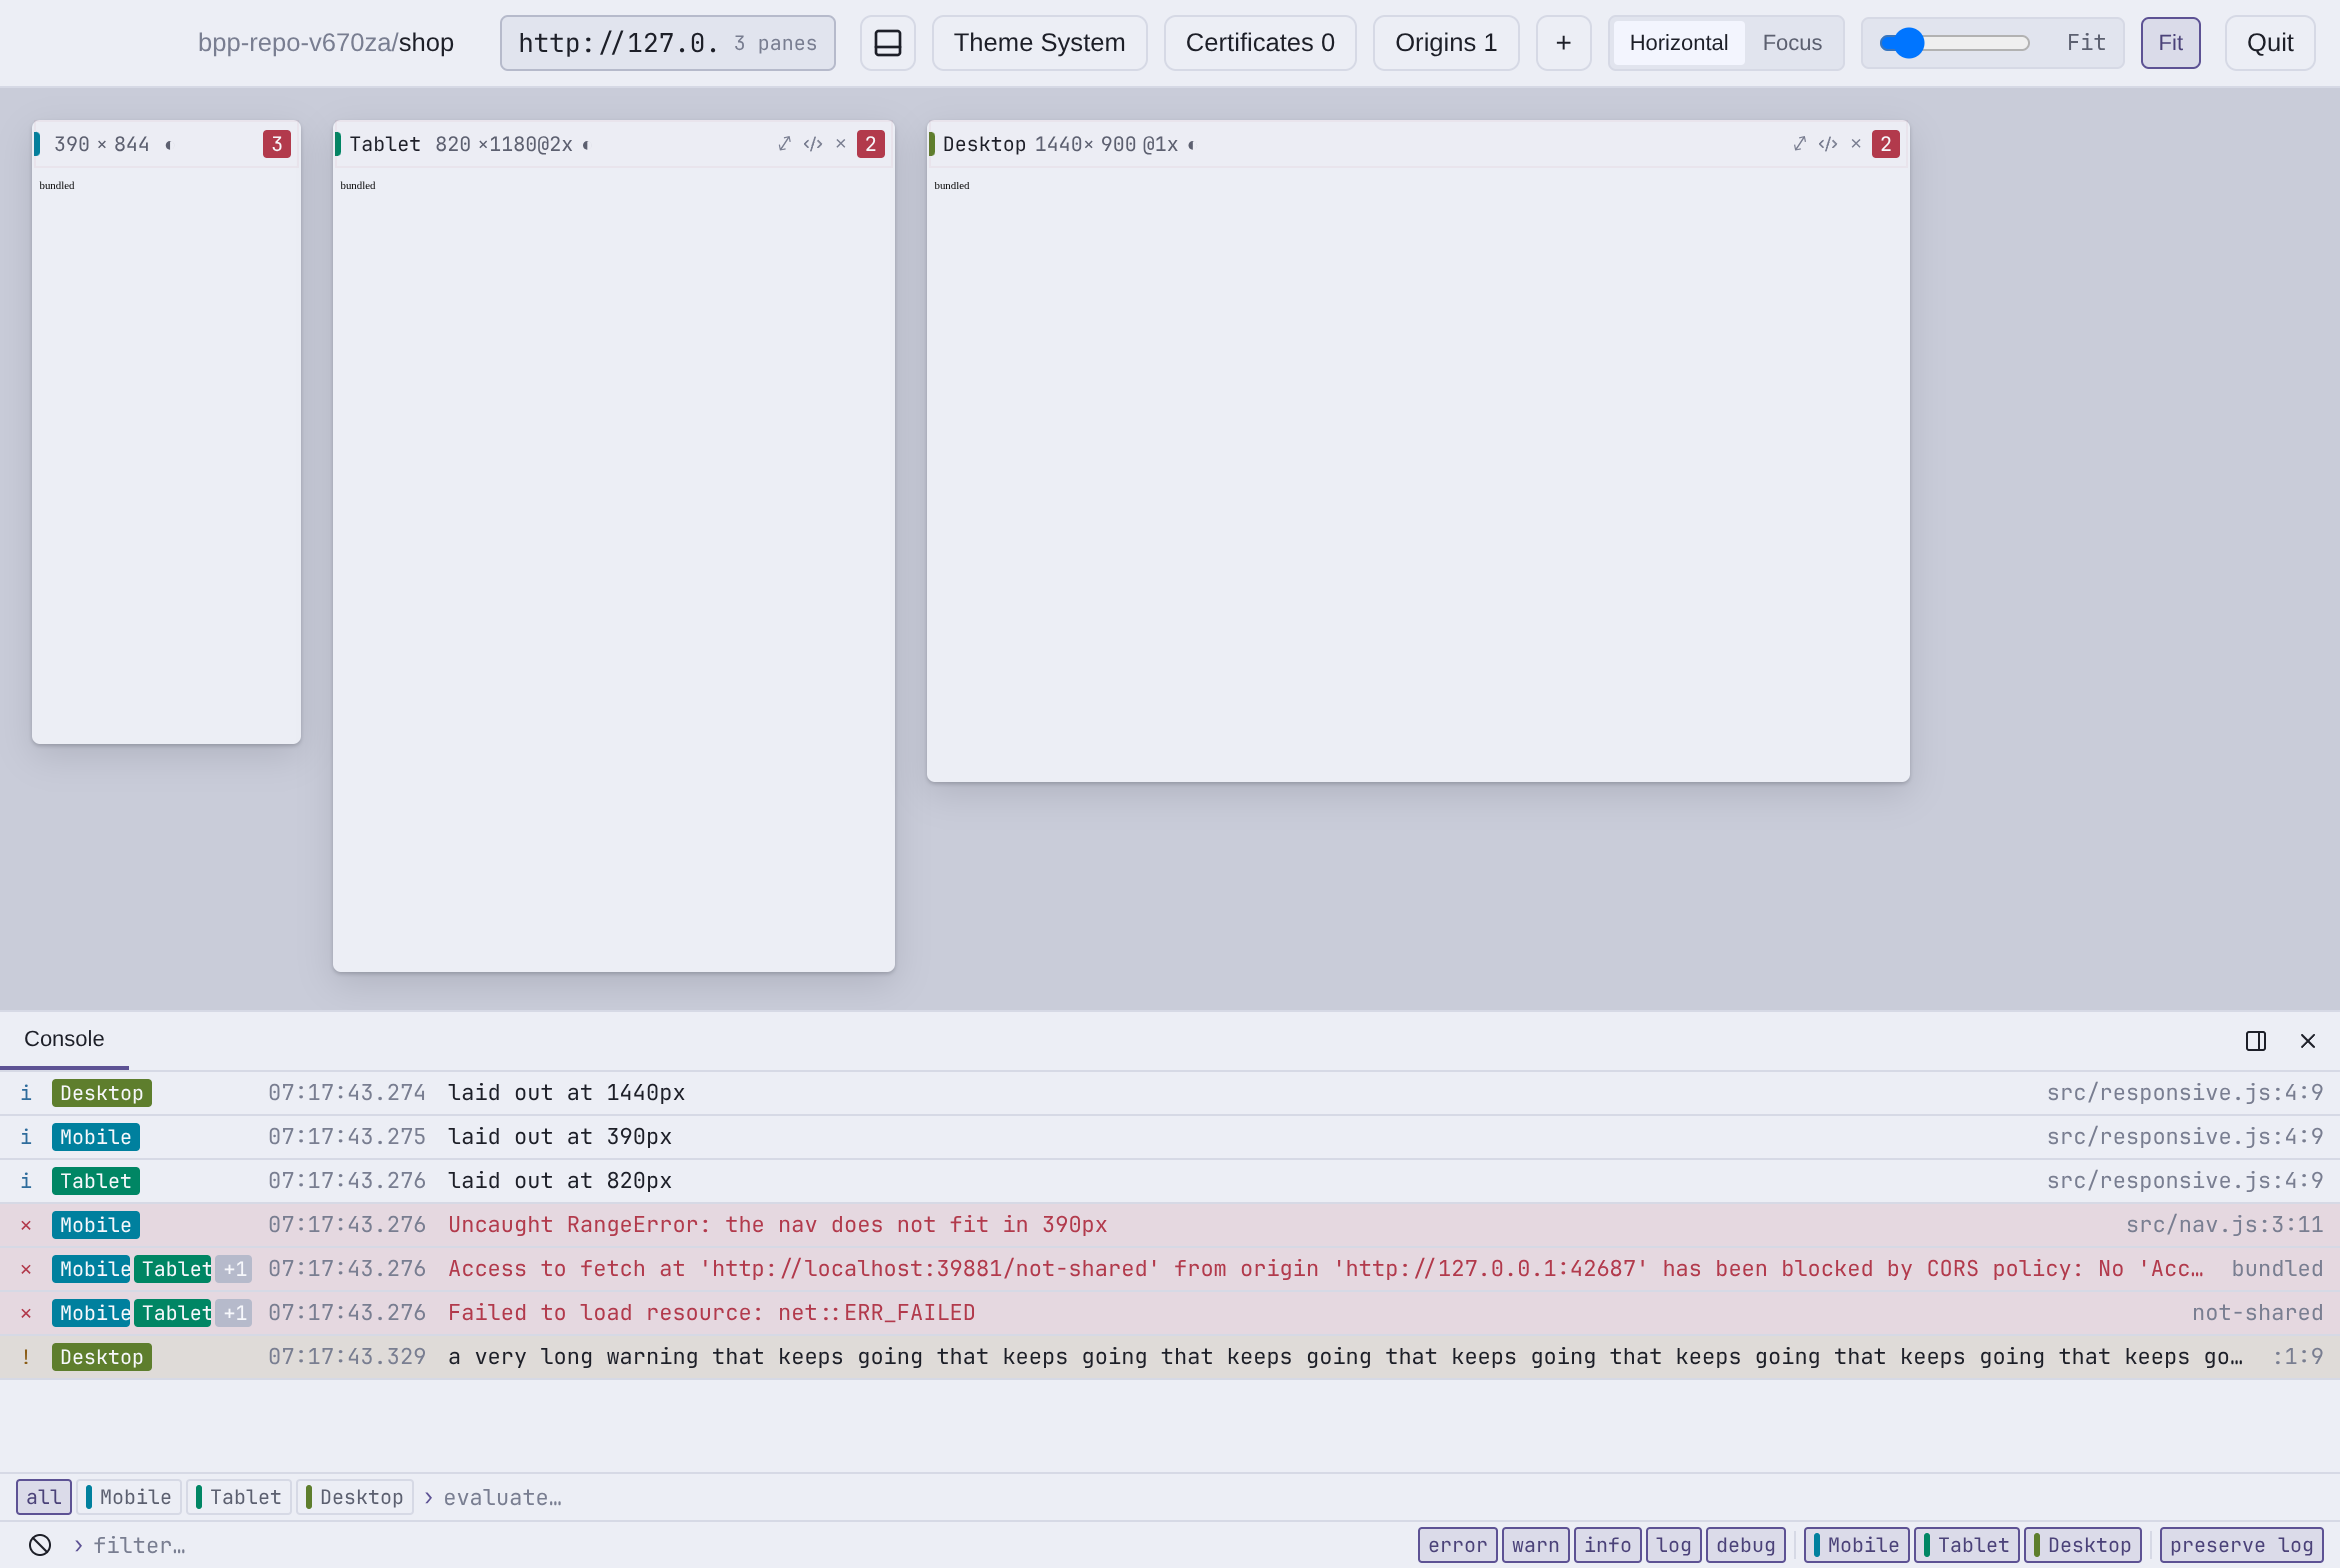 bpp-repo-v670za/shop http://127.0. 3 panes Theme System Certificates 0 Origins 1 + Horizontal Focus Fit Fit Quit
390 × 844 3
Tablet 820 ×1180@2x </> × 2
Desktop 1440× 900 @1x </> × 2
bundled
bundled
bundled
Console
i Desktop 07:17:43.274 laid out at 1440px src/responsive.js:4:9
i Mobile 07:17:43.275 laid out at 390px src/responsive.js:4:9
i Tablet 07:17:43.276 laid out at 820px src/responsive.js:4:9
× Mobile 07:17:43.276 Uncaught RangeError: the nav does not fit in 390px src/nav.js:3:11
× Mobile Tablet +1 07:17:43.276 Access to fetch at 'http://localhost:39881/not-shared' from origin 'http://127.0.0.1:42687' has been blocked by CORS policy: No 'Acc… bundled
× Mobile Tablet +1 07:17:43.276 Failed to load resource: net::ERR_FAILED not-shared
! Desktop 07:17:43.329 a very long warning that keeps going that keeps going that keeps going that keeps going that keeps going that keeps going that keeps go… :1:9
all Mobile Tablet Desktop › evaluate…
› filter… error warn info log debug Mobile Tablet Desktop preserve log